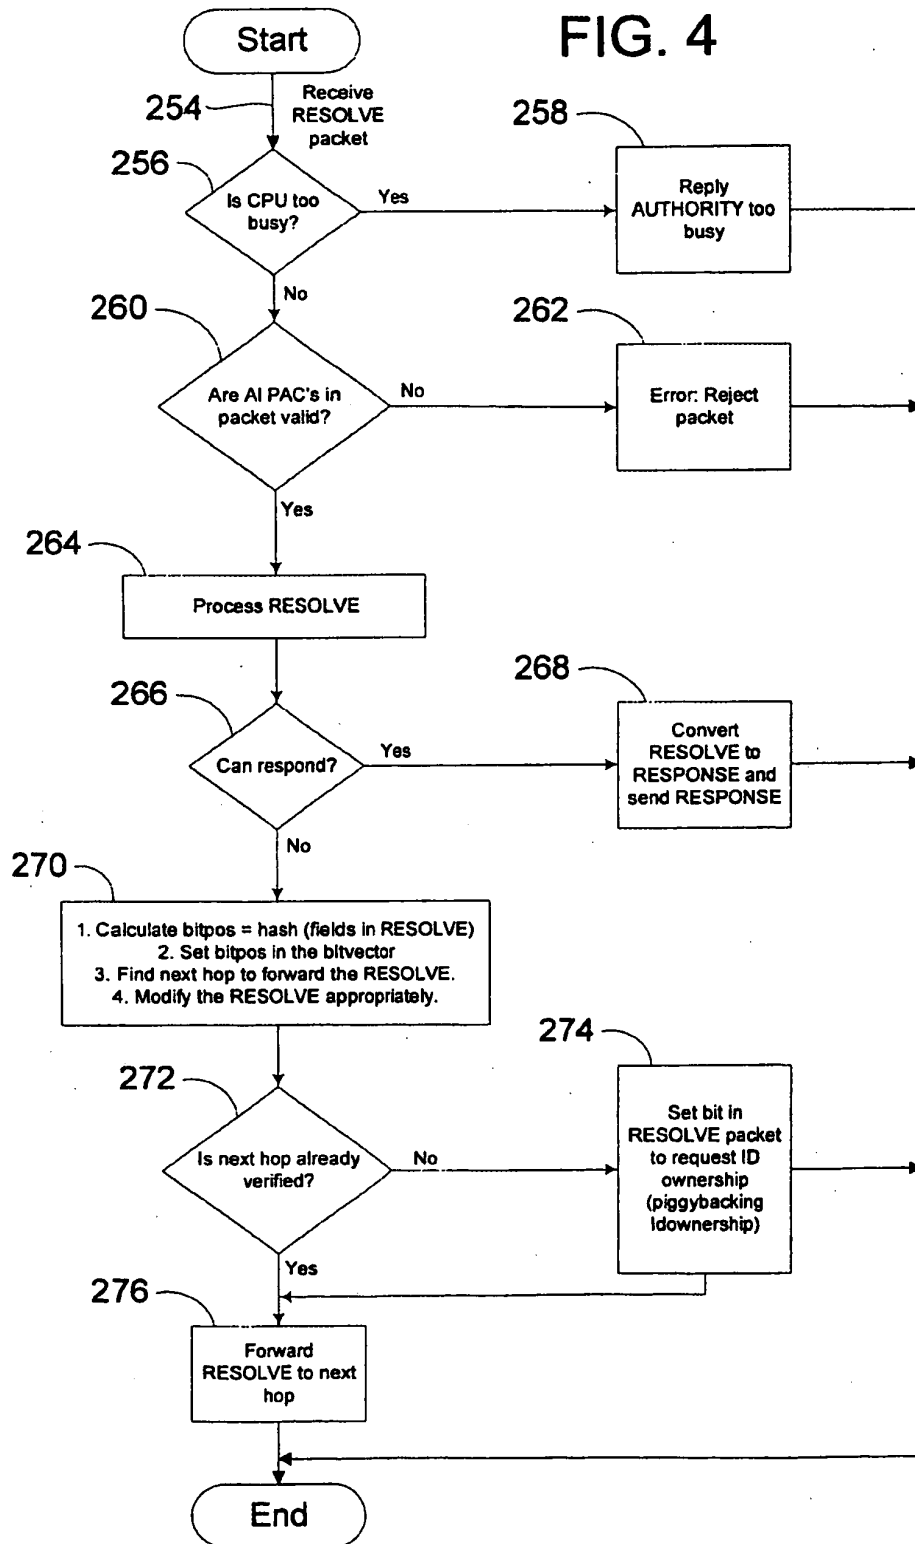 FIG. 4
Start
254
Receive
RESOLVE
packet
256
Is CPU too
busy?
Yes
258
Reply
AUTHORITY too
busy
No
260
Are AI PAC's in
packet valid?
No
262
Error: Reject
packet
Yes
264
Process RESOLVE
266
Can respond?
Yes
268
Convert
RESOLVE to
RESPONSE and
send RESPONSE
No
270
1. Calculate bitpos = hash (fields in RESOLVE)
2. Set bitpos in the bitvector
3. Find next hop to forward the RESOLVE.
4. Modify the RESOLVE appropriately.
272
Is next hop already
verified?
No
274
Set bit in
RESOLVE packet
to request ID
ownership
(piggybacking
Idownership)
Yes
276
Forward
RESOLVE to next
hop
End